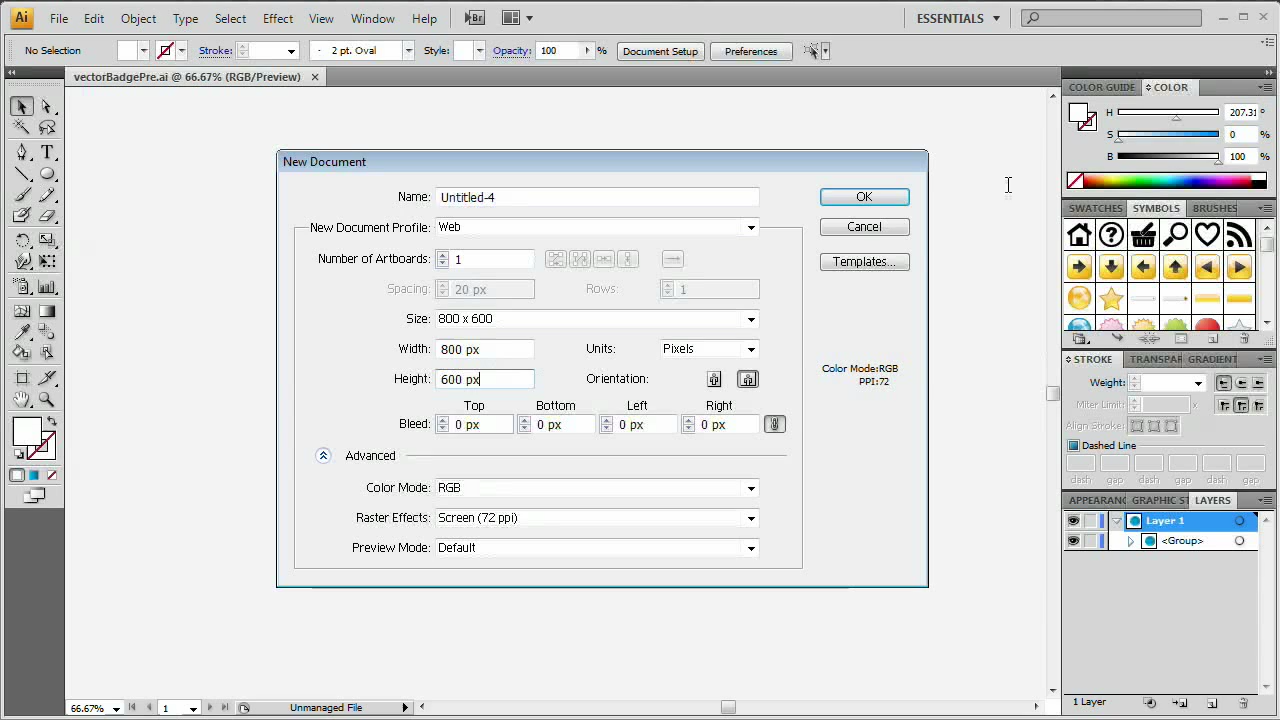 Ai File Edit Object Type Select Effect View Window Help Br ESSENTIALS
No Selection Stroke: 2 pt. Oval Style: Opacity: 100 % Document Setup Preferences
vectorBadgePre.ai @ 66.67% (RGB/Preview)
COLOR GUIDE COLOR
H 207.31 °
S 0 %
B 100 %
SWATCHES SYMBOLS BRUSHES
STROKE TRANSPAR GRADIENT
Weight:
Miter Limit: x
Align Stroke:
Dashed Line
dash gap dash gap dash gap
APPEARANC GRAPHIC ST LAYERS
Layer 1
<Group>
1 Layer
New Document
Name: Untitled-4
OK
New Document Profile: Web
Cancel
Number of Artboards: 1
Templates...
Spacing: 20 px Rows: 1
Size: 800 x 600
Width: 800 px Units: Pixels
Height: 600 px Orientation:
Color Mode:RGB
PPI:72
Top Bottom Left Right
Bleed: 0 px 0 px 0 px 0 px
Advanced
Color Mode: RGB
Raster Effects: Screen (72 ppi)
Preview Mode: Default
66.67% 1 Unmanaged File